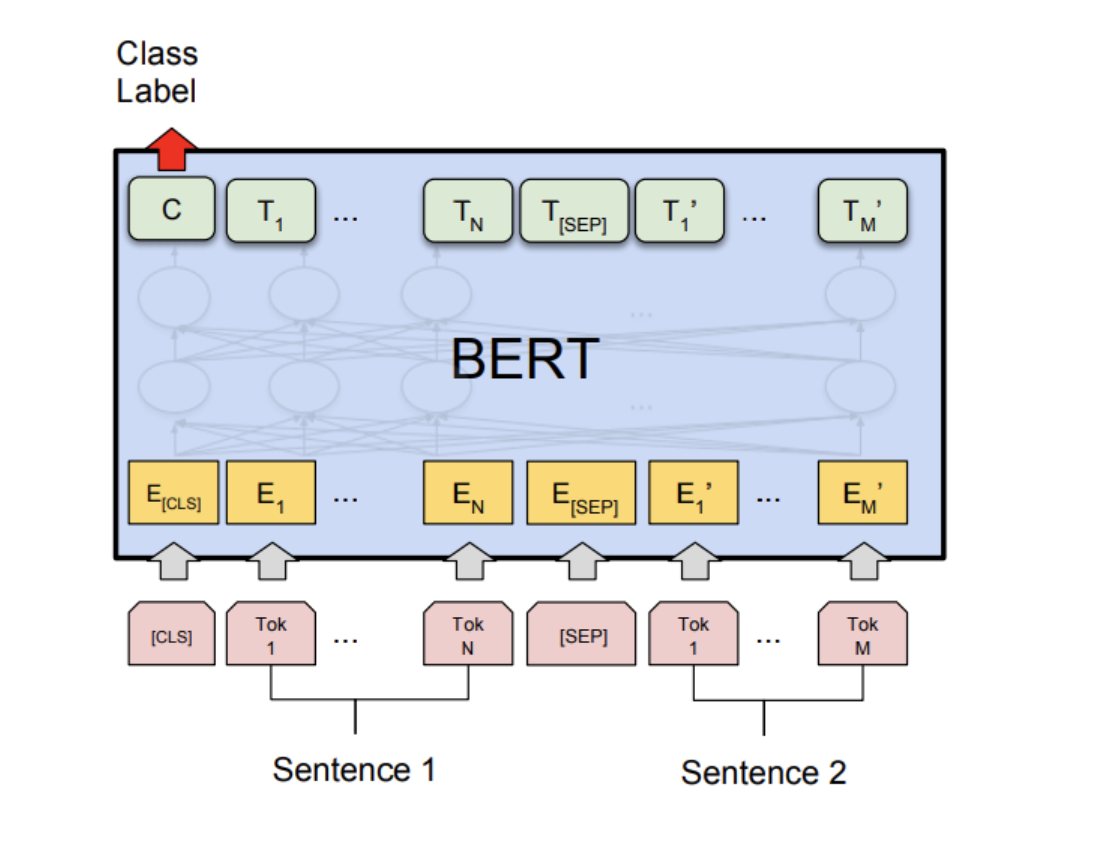 Class
Label
C T1 ... TN T[SEP] T1’ ... TM’
...
BERT
...
E[CLS] E1 ... EN E[SEP] E1’ ... EM’
[CLS] Tok 1 ... Tok N [SEP] Tok 1 ... Tok M
Sentence 1 Sentence 2